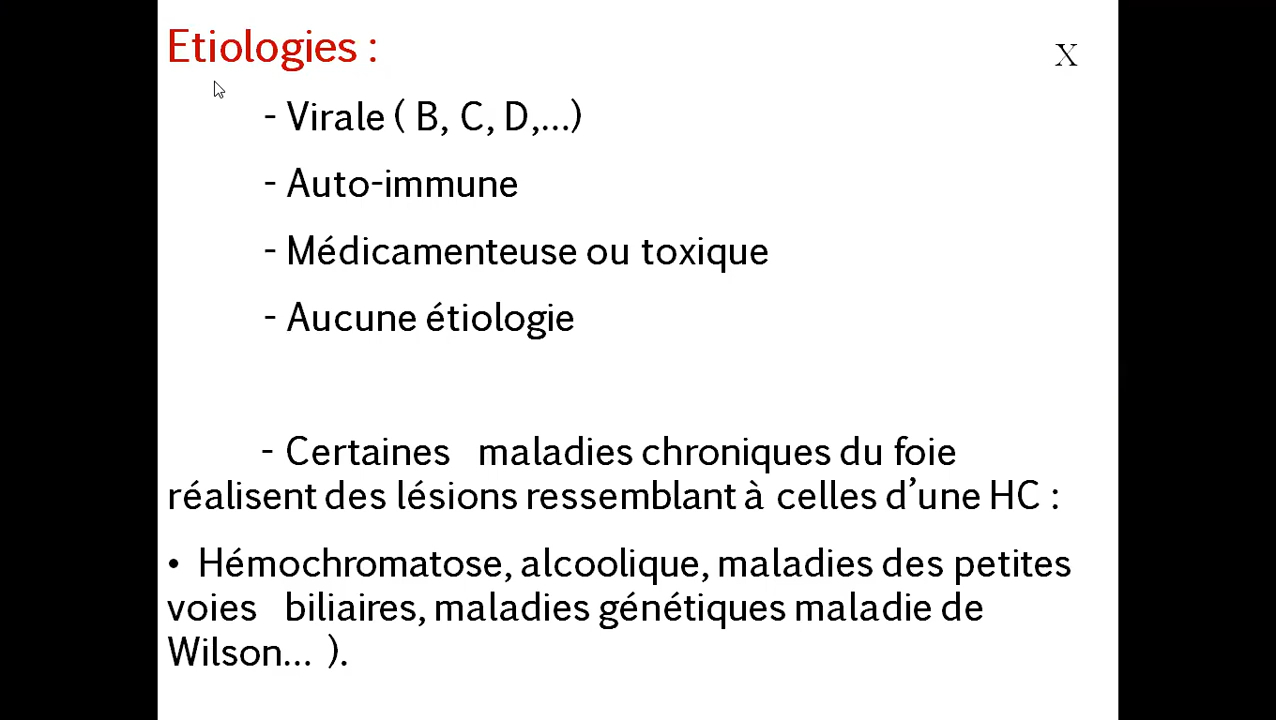 Etiologies :
X
- Virale ( B, C, D,...)
- Auto-immune
- Médicamenteuse ou toxique
- Aucune étiologie
- Certaines maladies chroniques du foie
réalisent des lésions ressemblant à celles d’une HC :
• Hémochromatose, alcoolique, maladies des petites
voies biliaires, maladies génétiques maladie de
Wilson... ).